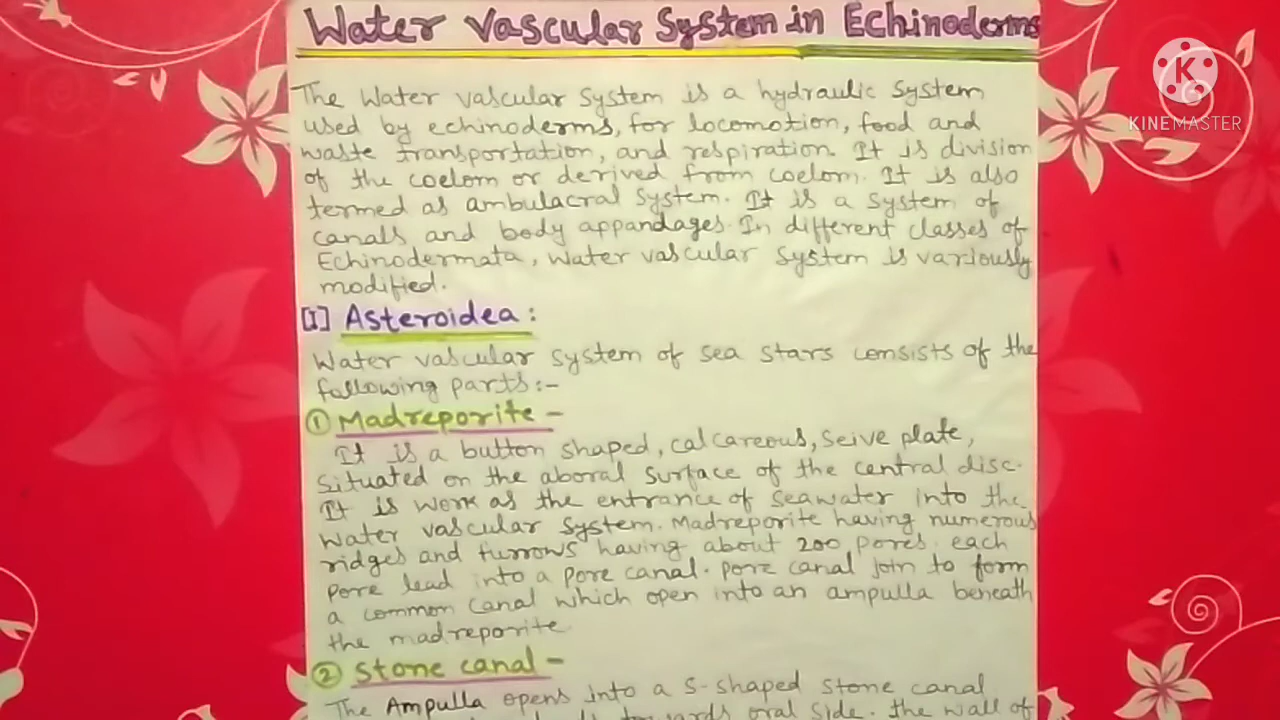 Water Vascular System in Echinoderms
The Water vascular system is a hydraulic system
used by echinoderms, for locomotion, food and
waste transportation, and respiration. It is division
of the coelom or derived from coelom. It is also
termed as ambulacral system. It is a system of
canals and body appandages. In different classes of
Echinodermata, Water vascular system is variously
modified.
[I] Asteroidea :
Water vascular system of sea stars consists of the
following parts:-
① Madreporite -
It is a button shaped, calcareous, seive plate,
situated on the aboral surface of the central disc.
It is work as the entrance of seawater into the
Water vascular system. Madreporite having numerous
ridges and furrows having about 200 pores. each
pore lead into a pore canal. pore canal join to form
a common canal which open into an ampulla beneath
the madreporite.
② Stone canal -
The Ampulla opens into a S-shaped stone canal
oral side. the wall of
K
KINEMASTER